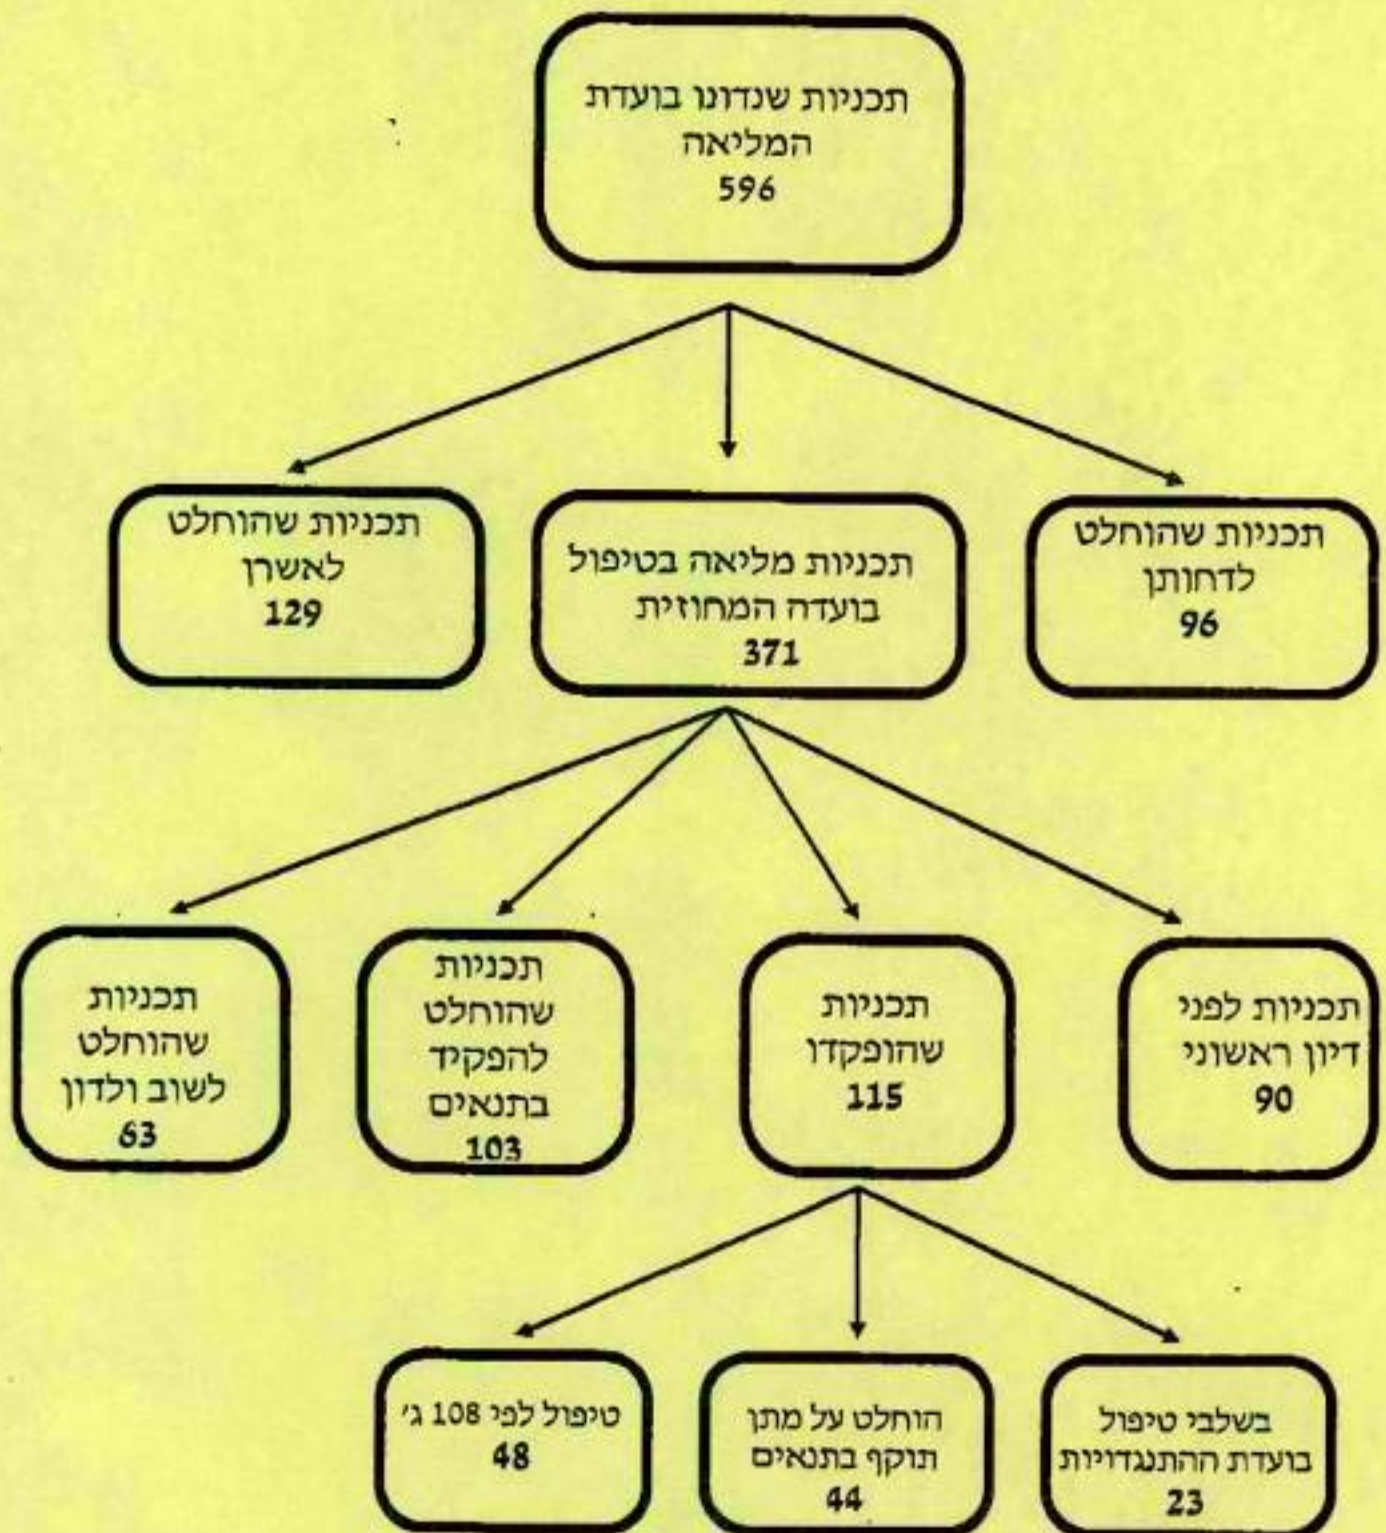 תכניות שנדונו בועדת
המליאה
596
תכניות שהוחלט
לדחותן
96
תכניות מליאה בטיפול
בועדה המחוזית
371
תכניות שהוחלט
לאשרן
129
תכניות לפני
דיון ראשוני
90
תכניות
שהופקדו
115
תכניות
שהוחלט
להפקיד
בתנאים
103
תכניות
שהוחלט
לשוב ולדון
63
בשלבי טיפול
בועדת ההתנגדויות
23
הוחלט על מתן
תוקף בתנאים
44
טיפול לפי 108 ג'
48